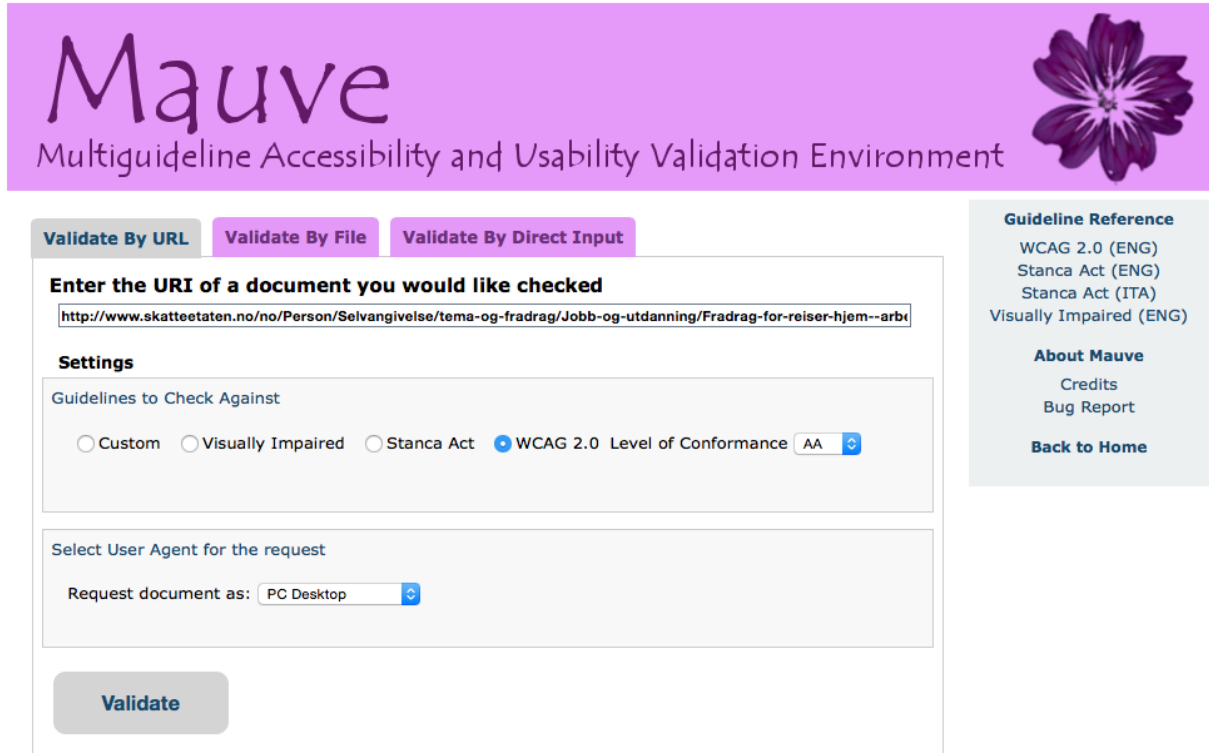 Mauve
Multiguideline Accessibility and Usability Validation Environment
Validate By URL Validate By File Validate By Direct Input
Enter the URI of a document you would like checked
http://www.skatteetaten.no/no/Person/Selvangivelse/tema-og-fradrag/Jobb-og-utdanning/Fradrag-for-reiser-hjem--arbe
Settings
Guidelines to Check Against
Custom Visually Impaired Stanca Act WCAG 2.0 Level of Conformance AA
Select User Agent for the request
Request document as: PC Desktop
Validate
Guideline Reference
WCAG 2.0 (ENG)
Stanca Act (ENG)
Stanca Act (ITA)
Visually Impaired (ENG)
About Mauve
Credits
Bug Report
Back to Home